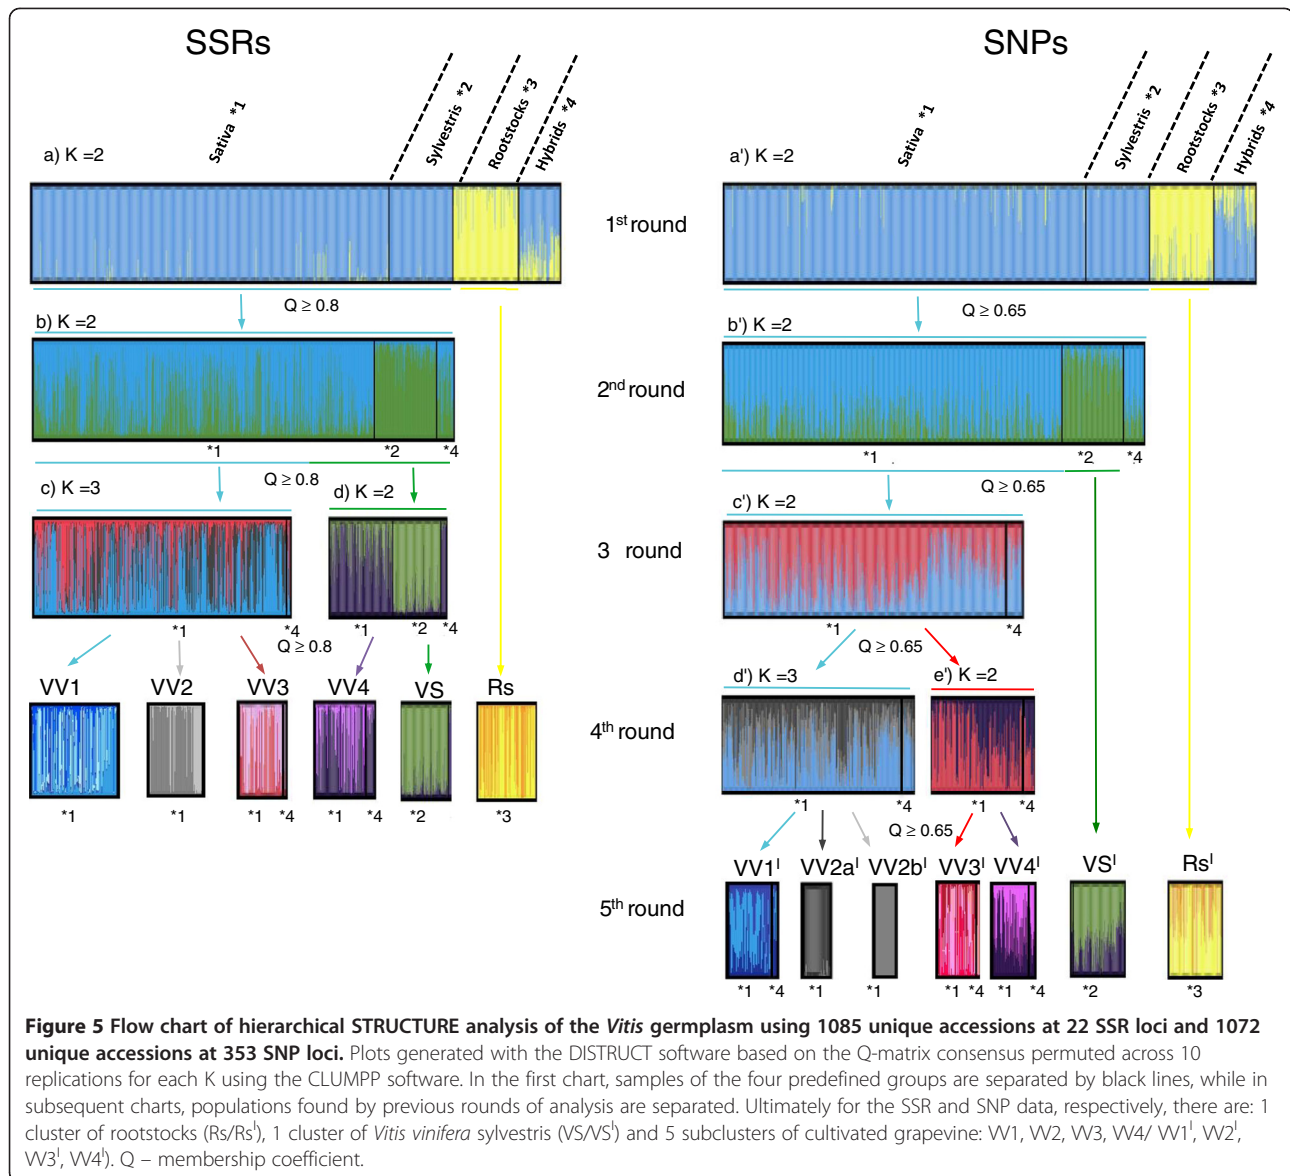 SSRs
SNPs
Sativa *1
Sylvestris *2
Rootstocks *3
Hybrids *4
Sativa *1
Sylvestris *2
Rootstocks *3
Hybrids *4
a) K =2
a') K =2
1st round
Q ≥ 0.8
Q ≥ 0.65
b) K =2
b') K =2
2nd round
*1 *2 *4
*1 *2 *4
Q ≥ 0.8
Q ≥ 0.65
c) K =3
d) K =2
c') K =2
3 round
*1 *4
*1 *2 *4
*1 *4
Q ≥ 0.8
Q ≥ 0.65
VV1 VV2 VV3 VV4 VS Rs
d') K =3
e') K =2
4th round
*1 *1 *1 *4 *1 *4 *2 *3
*1 *4
*1 *4
Q ≥ 0.65
VV1I VV2aI VV2bI VV3I VV4I VSI RsI
5th round
*1 *4 *1 *1 *1 *4 *1 *4 *2 *3
Figure 5 Flow chart of hierarchical STRUCTURE analysis of the Vitis germplasm using 1085 unique accessions at 22 SSR loci and 1072
unique accessions at 353 SNP loci. Plots generated with the DISTRUCT software based on the Q-matrix consensus permuted across 10
replications for each K using the CLUMPP software. In the first chart, samples of the four predefined groups are separated by black lines, while in
subsequent charts, populations found by previous rounds of analysis are separated. Ultimately for the SSR and SNP data, respectively, there are: 1
cluster of rootstocks (Rs/RsI), 1 cluster of Vitis vinifera sylvestris (VS/VSI) and 5 subclusters of cultivated grapevine: VV1, VV2, VV3, VV4/ VV1I, VV2I,
VV3I, VV4I). Q – membership coefficient.